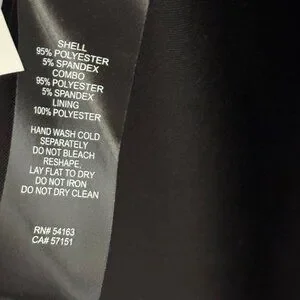 SHELL
95% POLYESTER
5% SPANDEX
COMBO
95% POLYESTER
5% SPANDEX
LINING
100% POLYESTER
HAND WASH COLD
SEPARATELY
DO NOT BLEACH
RESHAPE.
LAY FLAT TO DRY
DO NOT IRON
DO NOT DRY CLEAN
RN# 54163
CA# 57151